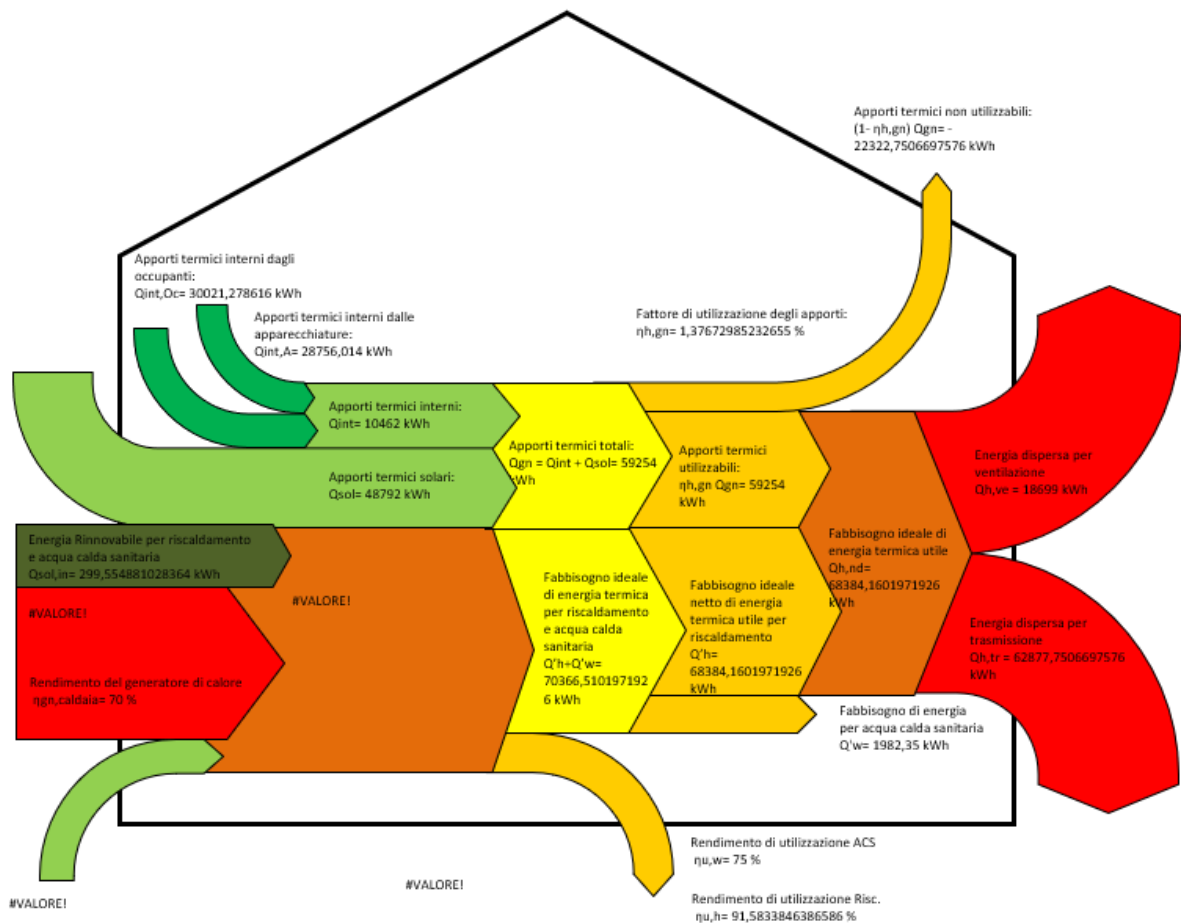 Apporti termici non utilizzabili:
(1- ηh,gn) Qgn= -
22322,7506697576 kWh
Apporti termici interni dagli
occupanti:
Qint,Oc= 30021,278616 kWh
Apporti termici interni dalle
apparecchiature:
Qint,A= 28756,014 kWh
Fattore di utilizzazione degli apporti:
ηh,gn= 1,37672985232655 %
Apporti termici interni:
Qint= 10462 kWh
Apporti termici totali:
Qgn = Qint + Qsol= 59254
kWh
Apporti termici
utilizzabili:
ηh,gn Qgn= 59254
kWh
Energia dispersa per
ventilazione
Qh,ve = 18699 kWh
Apporti termici solari:
Qsol= 48792 kWh
Energia Rinnovabile per riscaldamento
e acqua calda sanitaria
Qsol,in= 299,554881028364 kWh
Fabbisogno ideale di
energia termica utile
Qh,nd=
68384,1601971926
kWh
#VALORE!
#VALORE!
Fabbisogno ideale
di energia termica
per riscaldamento
e acqua calda
sanitaria
Q'h+Q'w=
70366,510197192
6 kWh
Fabbisogno ideale
netto di energia
termica utile per
riscaldamento
Q'h=
68384,1601971926
kWh
Energia dispersa per
trasmissione
Qh,tr = 62877,7506697576
kWh
Rendimento del generatore di calore
ηgn,caldaia= 70 %
Fabbisogno di energia
per acqua calda sanitaria
Q'w= 1982,35 kWh
Rendimento di utilizzazione ACS
ηu,w= 75 %
#VALORE!
#VALORE!
Rendimento di utilizzazione Risc.
ηu,h= 91,5833846386586 %